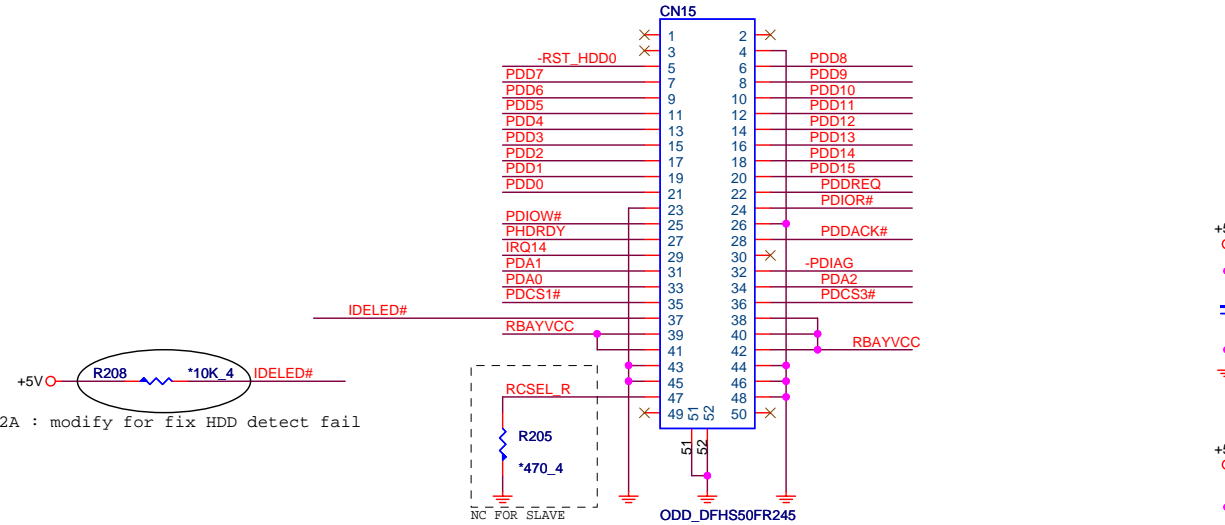 CN15
1 2
3 4
-RST_HDD0 5 6 PDD8
PDD7 7 8 PDD9
PDD6 9 10 PDD10
PDD5 11 12 PDD11
PDD4 13 14 PDD12
PDD3 15 16 PDD13
PDD2 17 18 PDD14
PDD1 19 20 PDD15
PDD0 21 22 PDDREQ
23 24 PDIOR#
PDIOW# 25 26
PHDRDY 27 28 PDDACK#
IRQ14 29 30
PDA1 31 32 -PDIAG
PDA0 33 34 PDA2
PDCS1# 35 36 PDCS3#
IDELED# 37 38
RBAYVCC 39 40
41 42 RBAYVCC
43 44
45 46
RCSEL_R 47 48
49 51 52 50
51 52
+5V R208 *10K_4 IDELED#
2A : modify for fix HDD detect fail
R205
*470_4
NC FOR SLAVE
ODD_DFHS50FR245